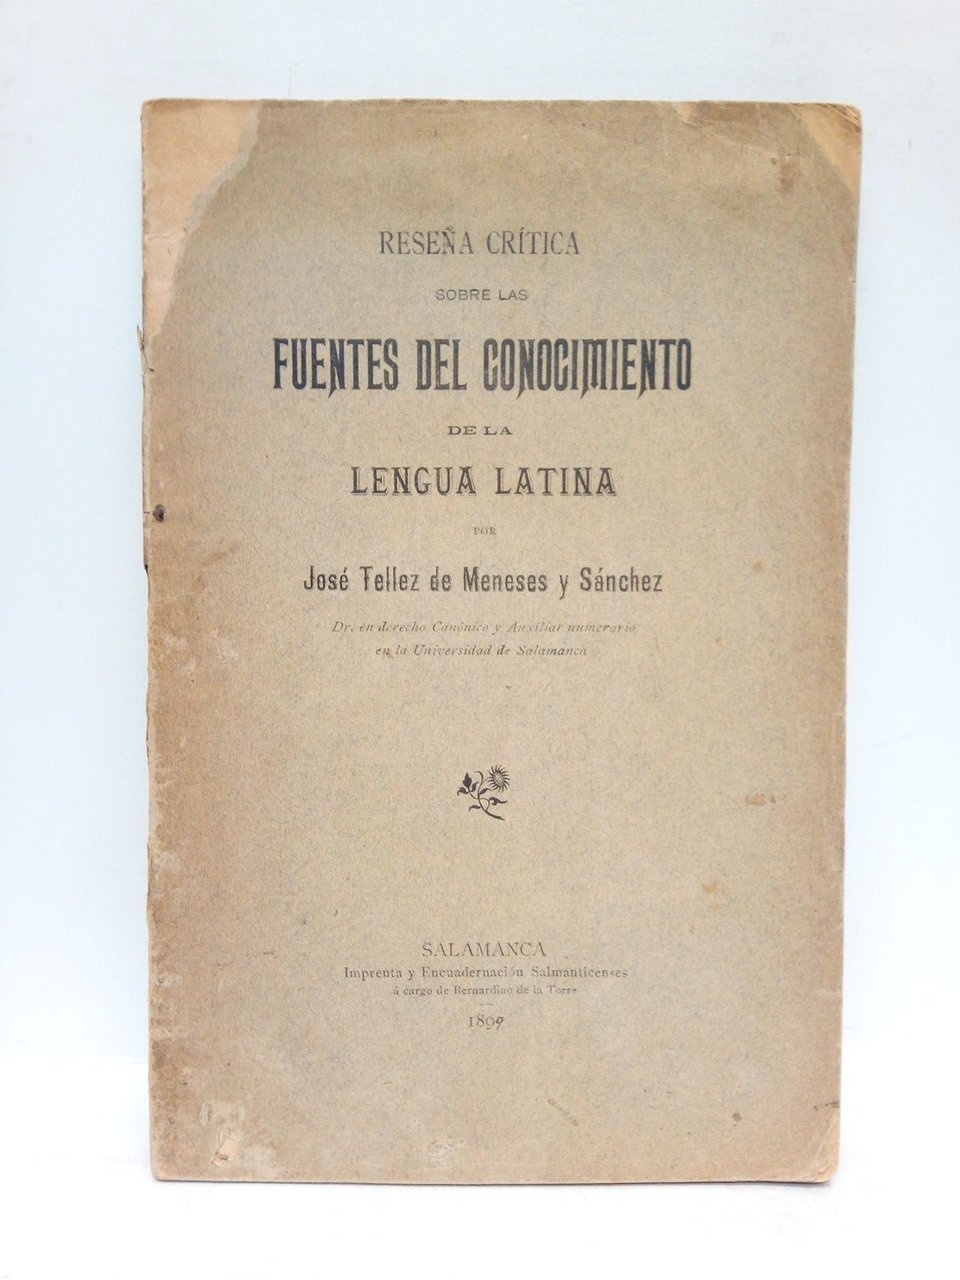 RESEÑA CRÍTICA
SOBRE LAS
FUENTES DEL CONOCIMIENTO
DE LA
LENGUA LATINA
POR
José Tellez de Meneses y Sánchez
Dr. en derecho Canónico y Auxiliar numerario
en la Universidad de Salamanca
SALAMANCA
Imprenta y Encuadernación Salmanticenses
á cargo de Bernardino de la Torre